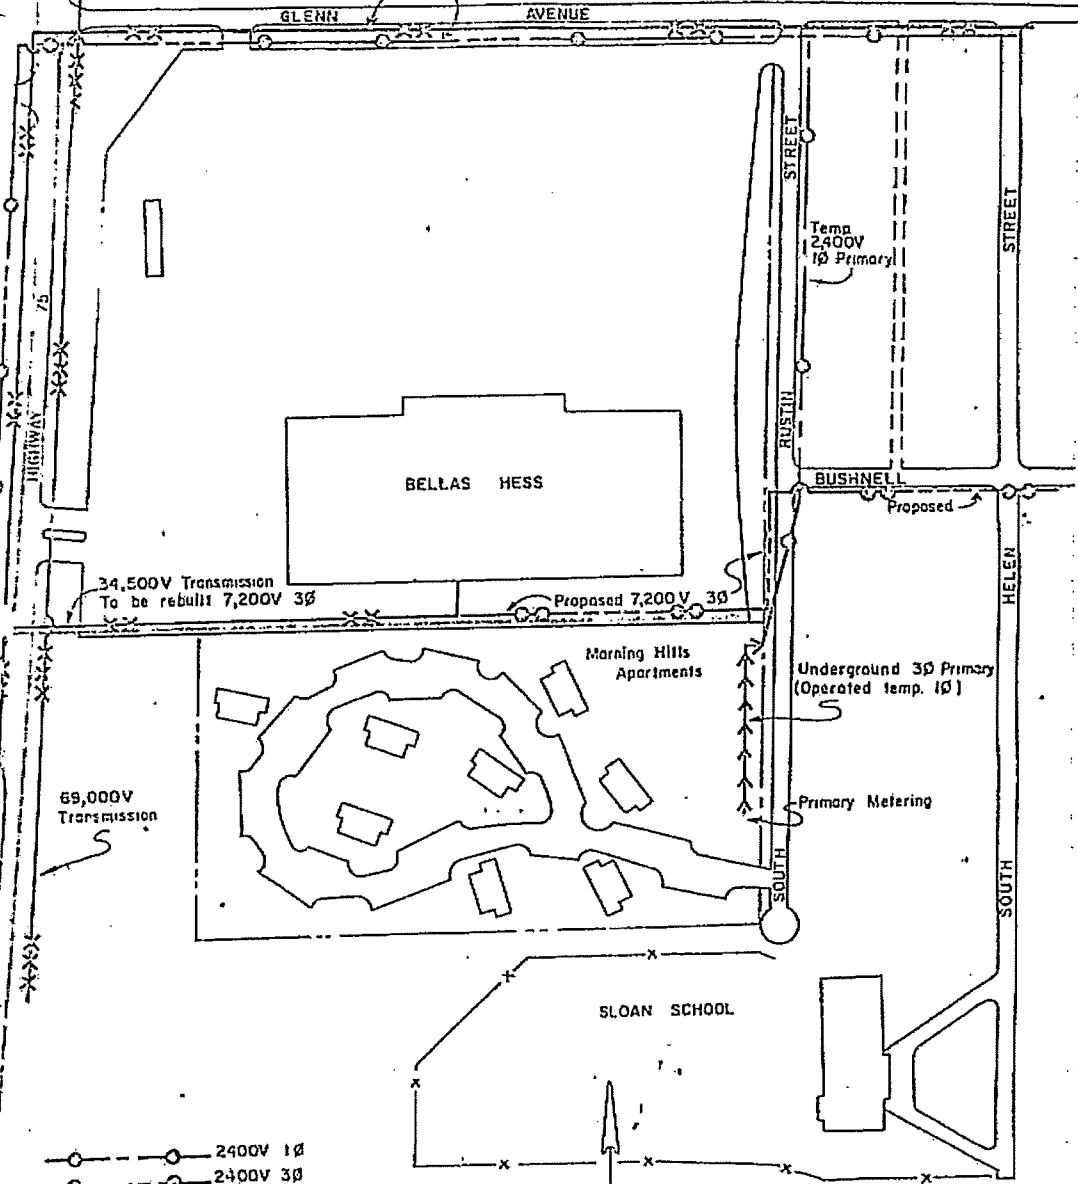 GLENN AVENUE
STREET
STREET
Temp
2,400V
1Ø Primary
75
HIGHWAY
RUSTIN
BELLAS HESS
BUSHNELL
Proposed
HELEN
34,500V Transmission
To be rebuilt 7,200V 3Ø
Proposed 7,200V 3Ø
Morning Hills
Apartments
Underground 3Ø Primary
(Operated temp. 1Ø)
69,000V
Transmission
Primary Metering
SOUTH
SOUTH
SLOAN SCHOOL
2400V 1Ø
2400V 3Ø